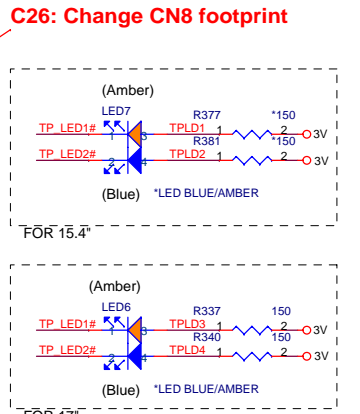 C26: Change CN8 footprint
(Amber)
LED7
R377 *150
TP_LED1# 1 3 TPLD1 1 2 3V
R381 *150
TP_LED2# 2 4 TPLD2 1 2 3V
(Blue) *LED BLUE/AMBER
FOR 15.4"
(Amber)
LED6
R337 150
TP_LED1# 1 3 TPLD3 1 2 3V
R340 150
TP_LED2# 2 4 TPLD4 1 2 3V
(Blue) *LED BLUE/AMBER
FOR 17"